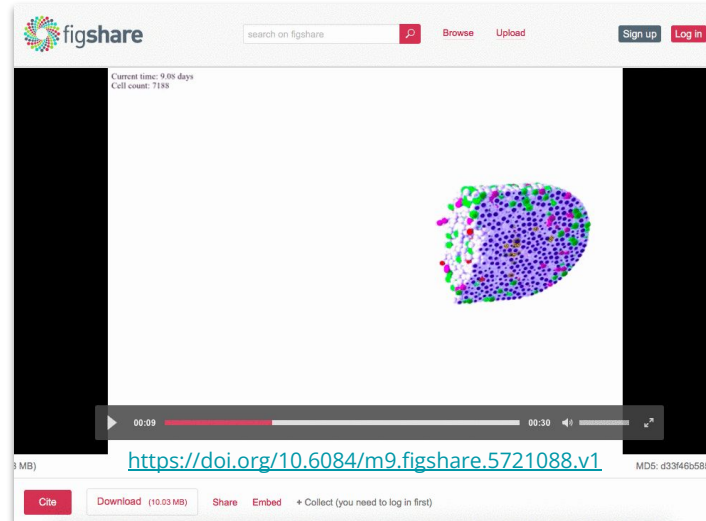 figshare
search on figshare
Browse Upload
Sign up Log in
Current time: 9.08 days
Cell count: 7188
00:09 00:30
https://doi.org/10.6084/m9.figshare.5721088.v1
MB)
MD5: d33f46b58
Cite Download (10.03 MB) Share Embed + Collect (you need to log in first)